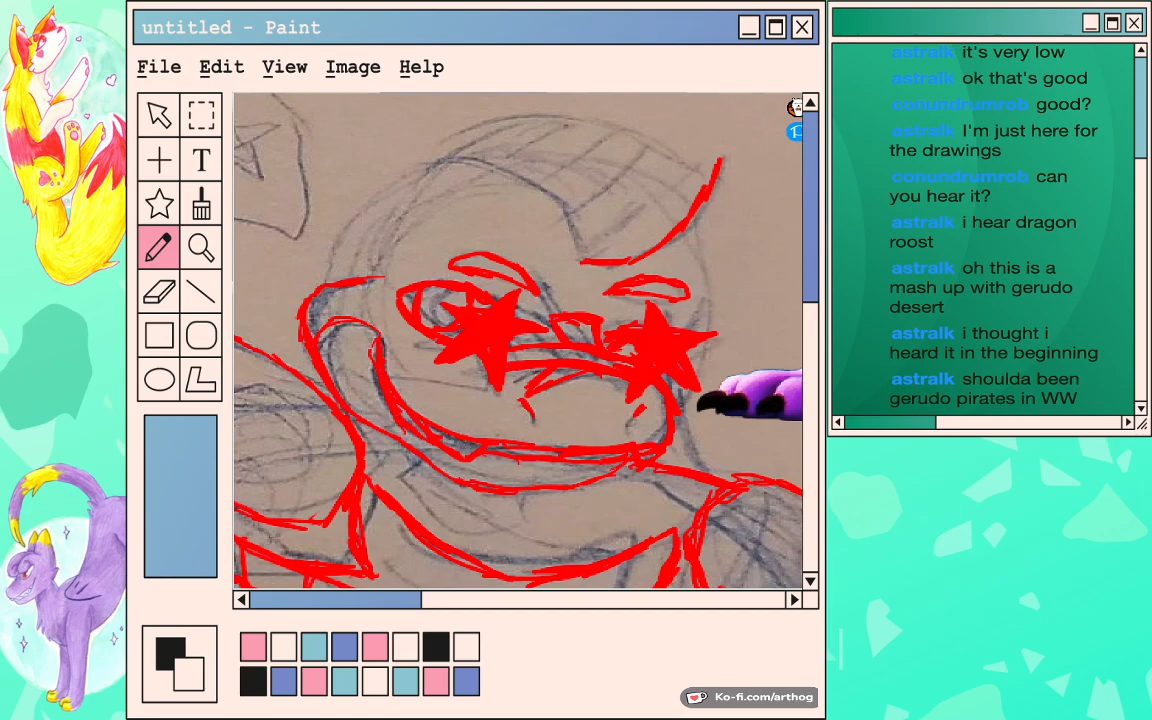 untitled - Paint
File Edit View Image Help
T
astralk it's very low
astralk ok that's good
conundrumrob good?
astralk I'm just here for
the drawings
conundrumrob can
you hear it?
astralk i hear dragon
roost
astralk oh this is a
mash up with gerudo
desert
astralk i thought i
heard it in the beginning
astralk shoulda been
gerudo pirates in WW
Ko-fi.com/arthog